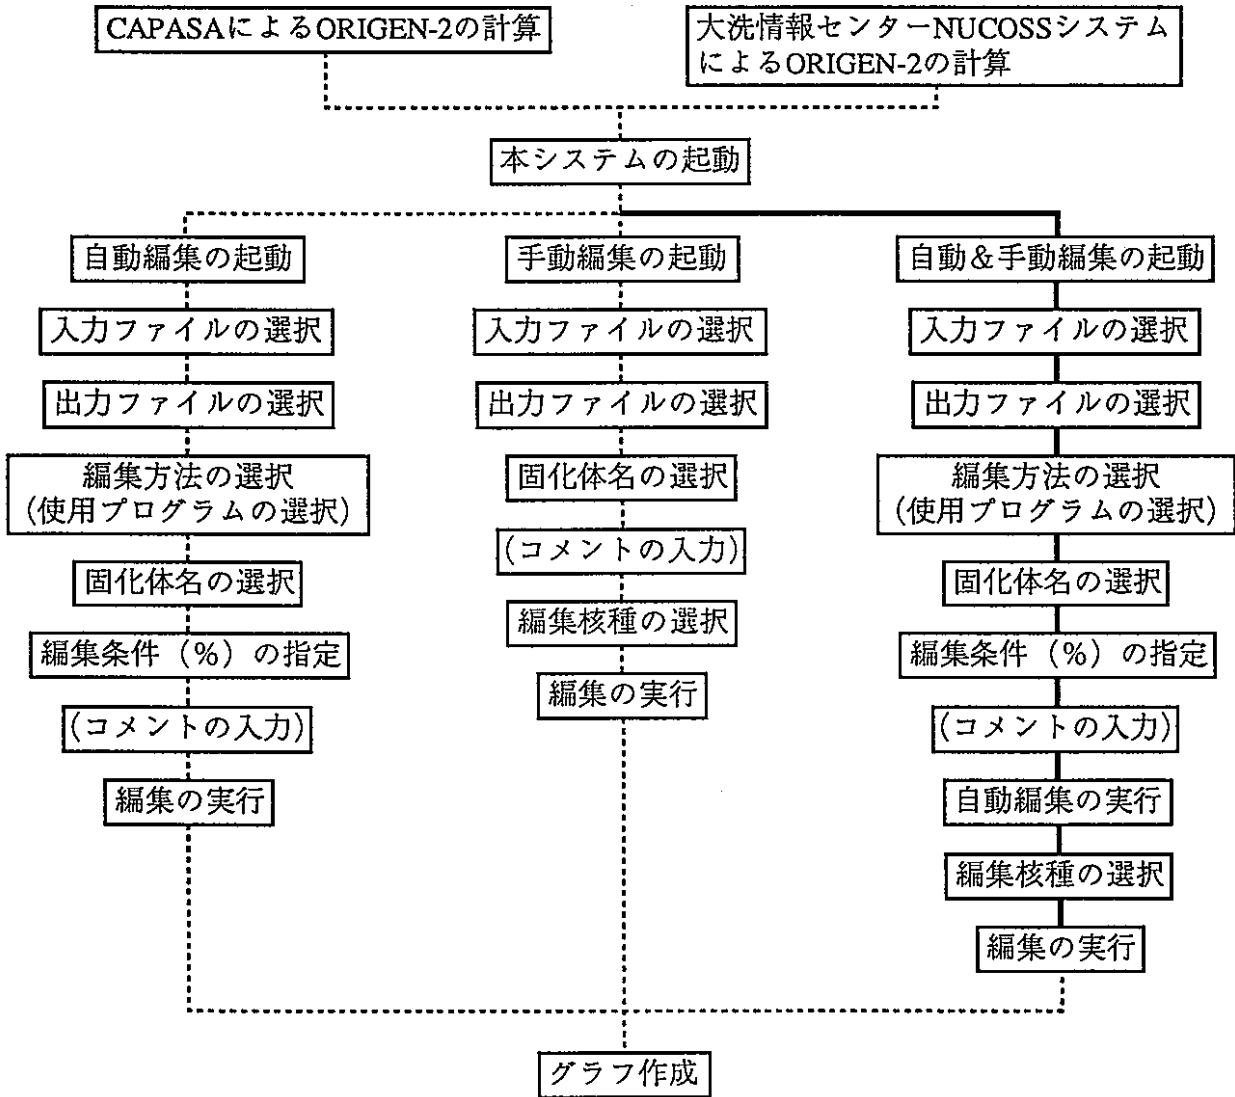 CAPASAによるORIGEN-2の計算
大洗情報センターNUCOSSシステム
によるORIGEN-2の計算
本システムの起動
自動編集の起動
入力ファイルの選択
出力ファイルの選択
編集方法の選択
(使用プログラムの選択)
固化体名の選択
編集条件（%）の指定
(コメントの入力)
編集の実行
手動編集の起動
入力ファイルの選択
出力ファイルの選択
固化体名の選択
(コメントの入力)
編集核種の選択
編集の実行
自動＆手動編集の起動
入力ファイルの選択
出力ファイルの選択
編集方法の選択
(使用プログラムの選択)
固化体名の選択
編集条件（%）の指定
(コメントの入力)
自動編集の実行
編集核種の選択
編集の実行
グラフ作成